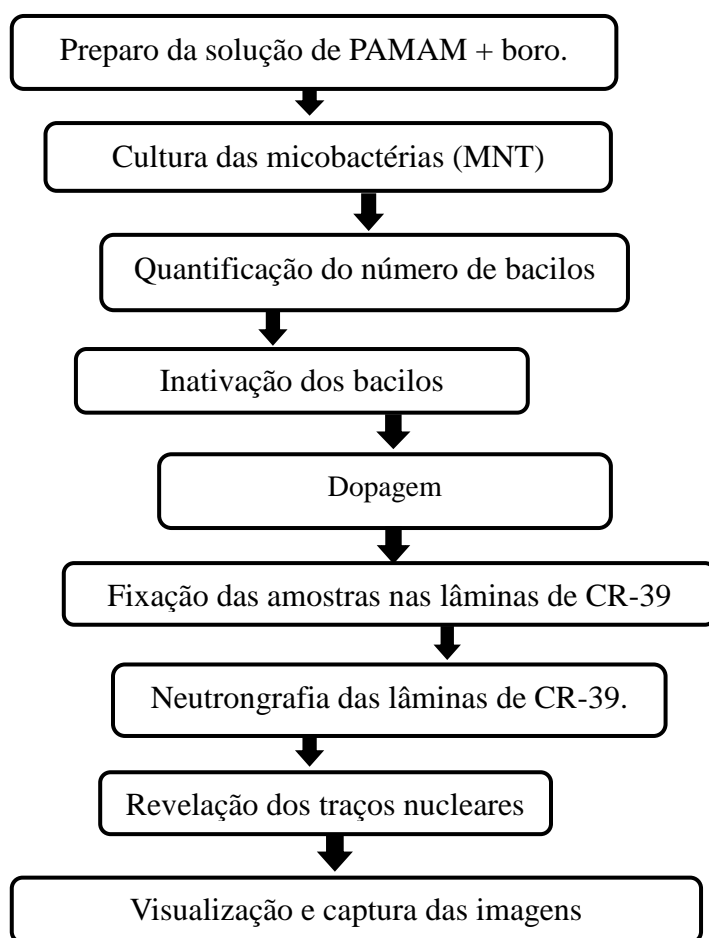 Preparo da solução de PAMAM + boro.
Cultura das micobactérias (MNT)
Quantificação do número de bacilos
Inativação dos bacilos
Dopagem
Fixação das amostras nas lâminas de CR-39
Neutrongrafia das lâminas de CR-39.
Revelação dos traços nucleares
Visualização e captura das imagens